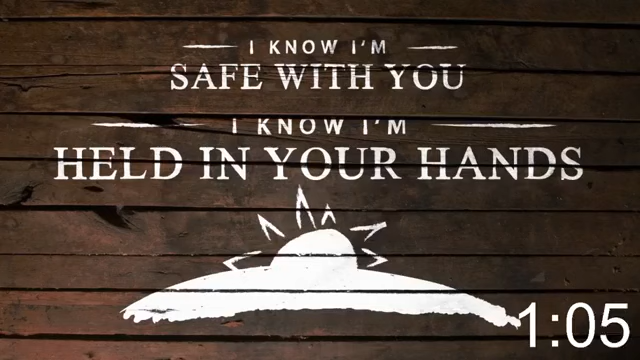 I KNOW I'M
SAFE WITH YOU
I KNOW I'M
HELD IN YOUR HANDS
1:05